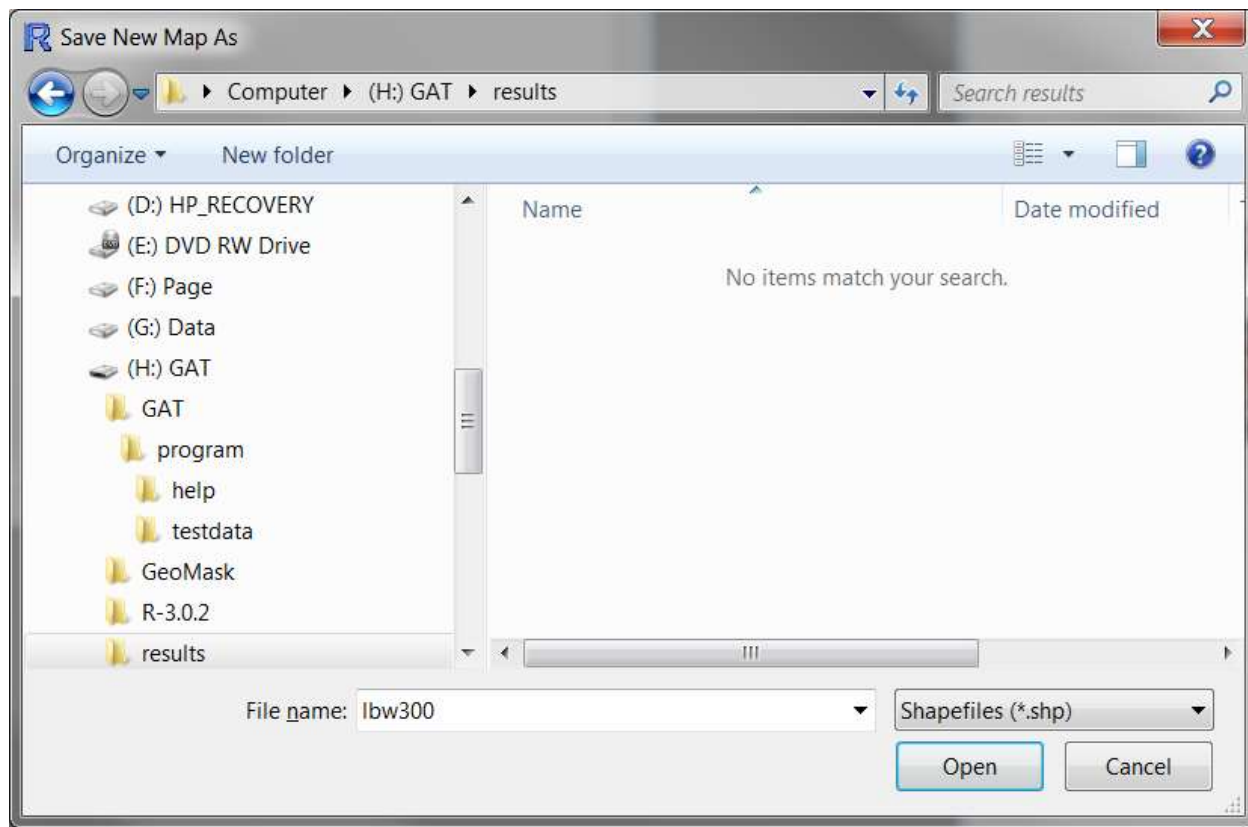 Save New Map As
Computer (H:) GAT results
Search results
Organize New folder
Name Date modified
(D:) HP_RECOVERY
(E:) DVD RW Drive
(F:) Page
(G:) Data
(H:) GAT
GAT
program
help
testdata
GeoMask
R-3.0.2
results
No items match your search.
File name: lbw300
Shapefiles (*.shp)
Open Cancel